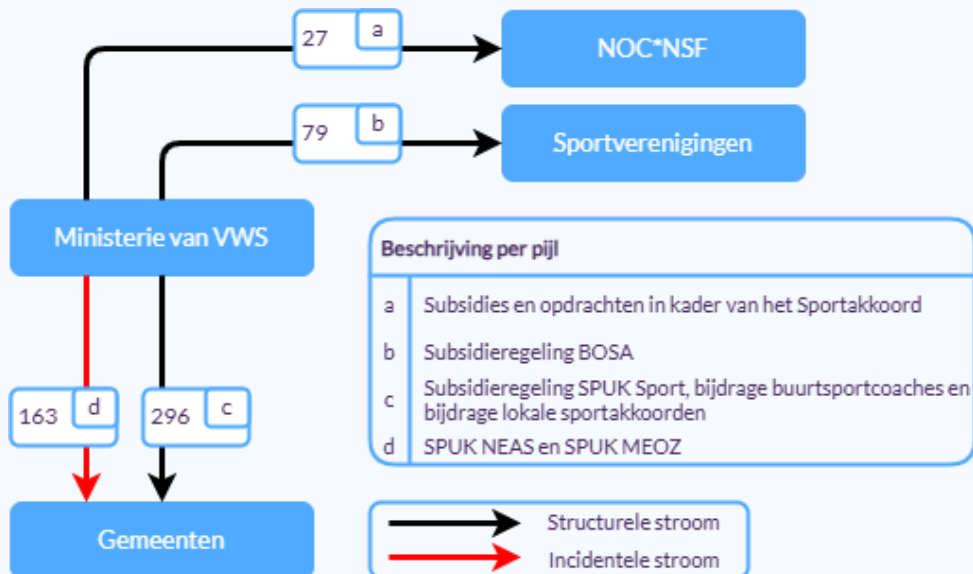 27 a
NOC*NSF
79 b
Sportverenigingen
Ministerie van VWS
Beschrijving per pijl
a Subsidies en opdrachten in kader van het Sportakkoord
b Subsidieregeling BOSA
c Subsidieregeling SPUK Sport, bijdrage buurtsportcoaches en
bijdrage lokale sportakkoorden
d SPUK NEAS en SPUK MEOZ
163 d
296 c
Gemeenten
Structurele stroom
Incidentele stroom